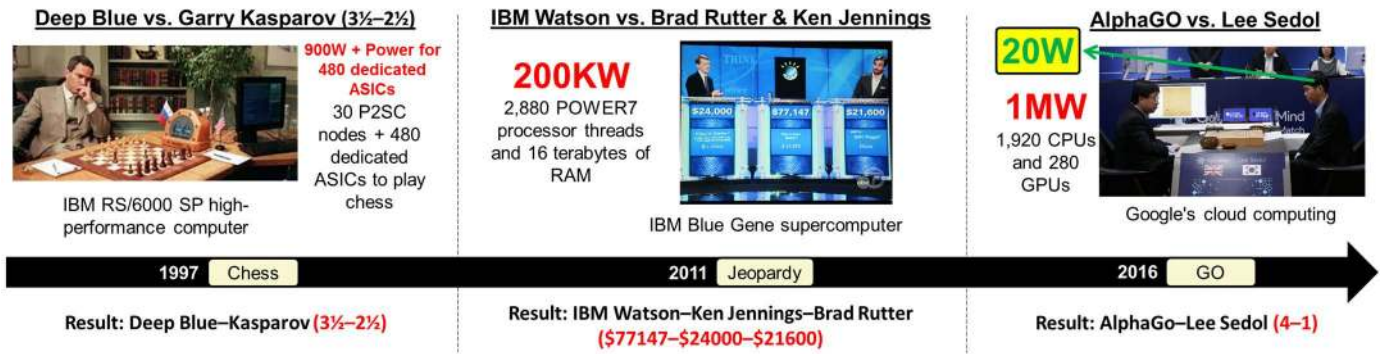 Deep Blue vs. Garry Kasparov (3½–2½)
900W + Power for
480 dedicated
ASICs
30 P2SC
nodes + 480
dedicated
ASICs to play
chess
IBM RS/6000 SP high-
performance computer
IBM Watson vs. Brad Rutter & Ken Jennings
200KW
2,880 POWER7
processor threads
and 16 terabytes of
RAM
THINK
$24,000
$77,147
$21,600
abc
IBM Blue Gene supercomputer
AlphaGO vs. Lee Sedol
20W
1MW
1,920 CPUs
and 280
GPUs
Mind
Google's cloud computing
1997
Chess
2011
Jeopardy
2016
GO
Result: Deep Blue–Kasparov (3½–2½)
Result: IBM Watson–Ken Jennings–Brad Rutter
($77147–$24000–$21600)
Result: AlphaGo–Lee Sedol (4–1)